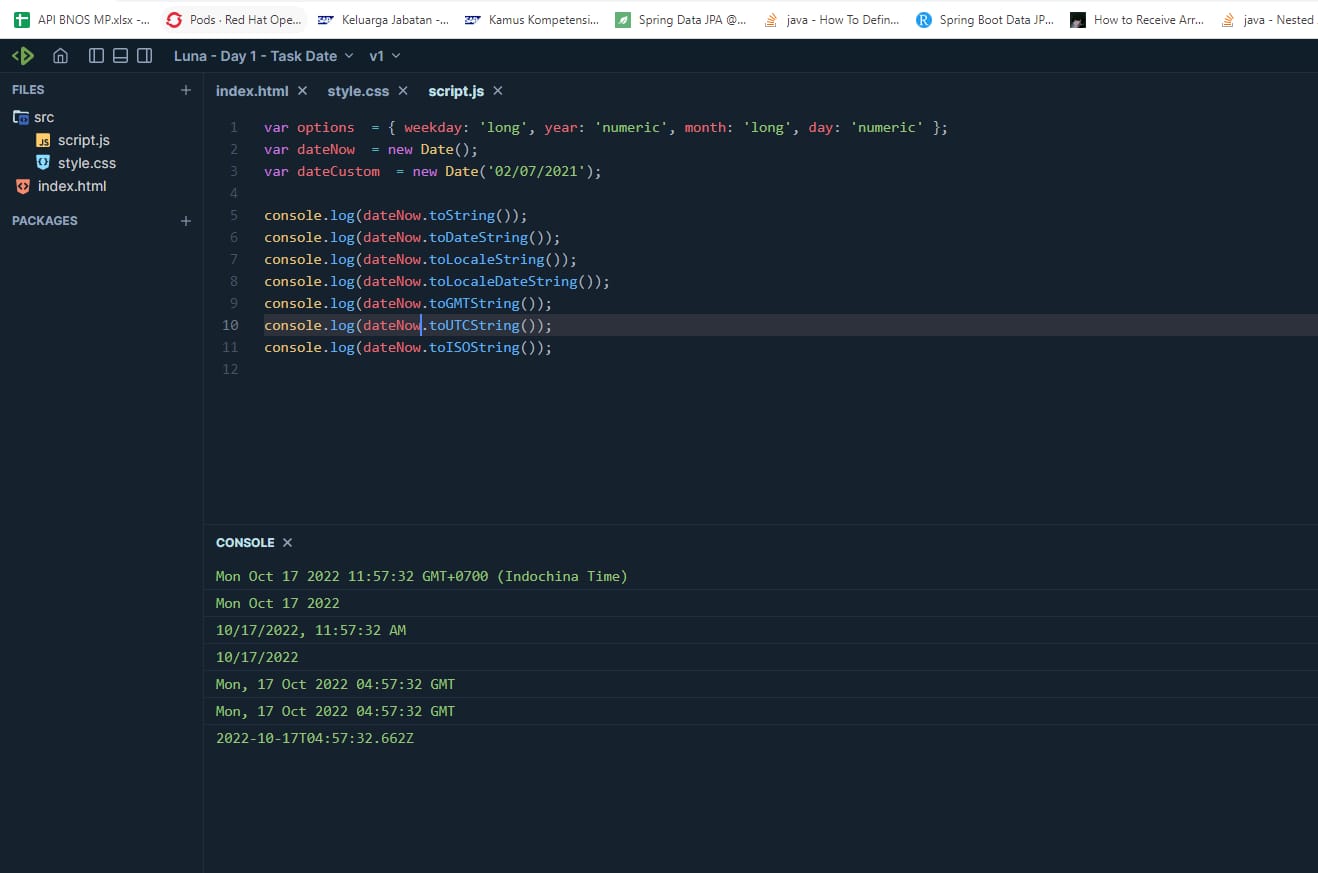 API BNOS MP.xlsx -... Pods · Red Hat Ope... Keluarga Jabatan -... Kamus Kompetensi... Spring Data JPA @... java - How To Defin... Spring Boot Data JP... How to Receive Arr... java - Nested
Luna - Day 1 - Task Date v1
FILES +
src
script.js
style.css
index.html
PACKAGES +
index.html × style.css × script.js ×
1 var options  = { weekday: 'long', year: 'numeric', month: 'long', day: 'numeric' };
2 var dateNow  = new Date();
3 var dateCustom  = new Date('02/07/2021');
4
5 console.log(dateNow.toString());
6 console.log(dateNow.toDateString());
7 console.log(dateNow.toLocaleString());
8 console.log(dateNow.toLocaleDateString());
9 console.log(dateNow.toGMTString());
10 console.log(dateNow.toUTCString());
11 console.log(dateNow.toISOString());
12
CONSOLE ×
Mon Oct 17 2022 11:57:32 GMT+0700 (Indochina Time)
Mon Oct 17 2022
10/17/2022, 11:57:32 AM
10/17/2022
Mon, 17 Oct 2022 04:57:32 GMT
Mon, 17 Oct 2022 04:57:32 GMT
2022-10-17T04:57:32.662Z